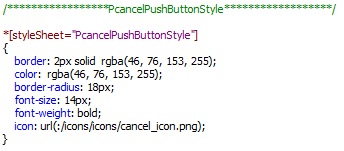 /******************PcancelPushButtonStyle*******************/
*[styleSheet="PcancelPushButtonStyle"]
{
border: 2px solid rgba(46, 76, 153, 255);
color: rgba(46, 76, 153, 255);
border-radius: 18px;
font-size: 14px;
font-weight: bold;
icon: url(:/icons/icons/cancel_icon.png);
}